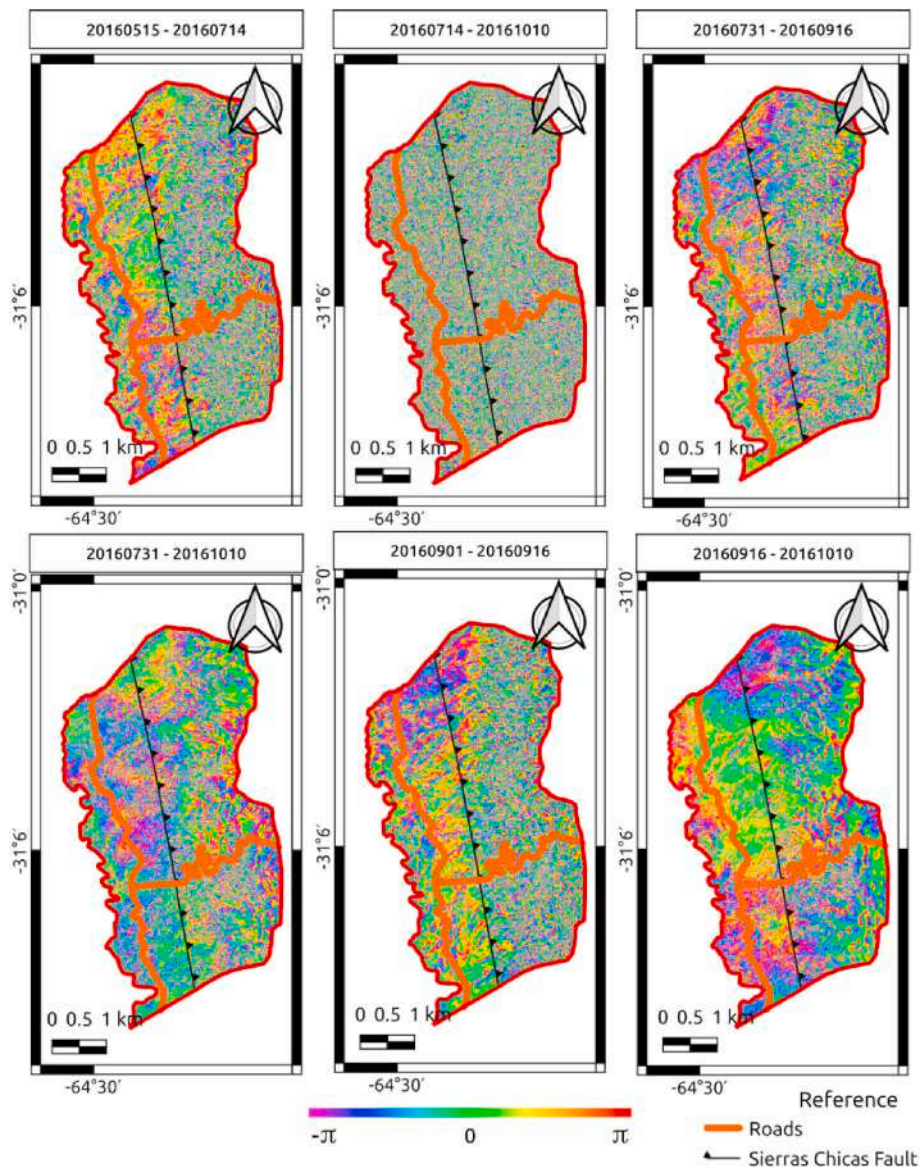 20160515 - 20160714
20160714 - 20161010
20160731 - 20160916
-31°6′
-31°6′
0 0.5 1 km
0 0.5 1 km
0 0.5 1 km
-64°30′
-64°30′
-64°30′
20160731 - 20161010
20160901 - 20160916
20160916 - 20161010
-31°0′
-31°0′
-31°0′
-31°6′
-31°6′
-31°6′
0 0.5 1 km
0 0.5 1 km
0 0.5 1 km
-64°30′
-64°30′
-64°30′
-π 0 π
Reference
Roads
Sierras Chicas Fault